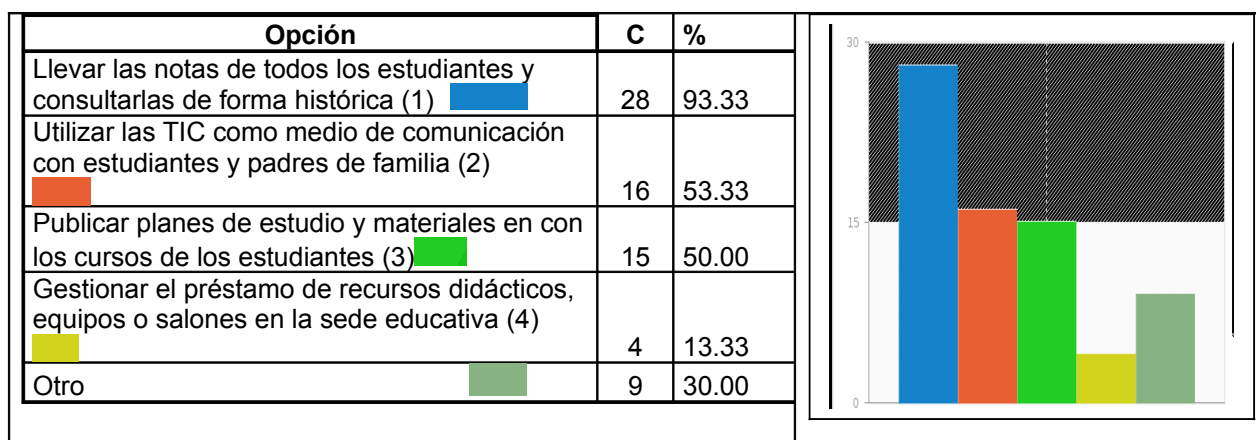 Opción C %
Llevar las notas de todos los estudiantes y
consultarlas de forma histórica (1) 28 93.33
Utilizar las TIC como medio de comunicación
con estudiantes y padres de familia (2)
16 53.33
Publicar planes de estudio y materiales en con
los cursos de los estudiantes (3) 15 50.00
Gestionar el préstamo de recursos didácticos,
equipos o salones en la sede educativa (4)
4 13.33
Otro 9 30.00
30
15
0